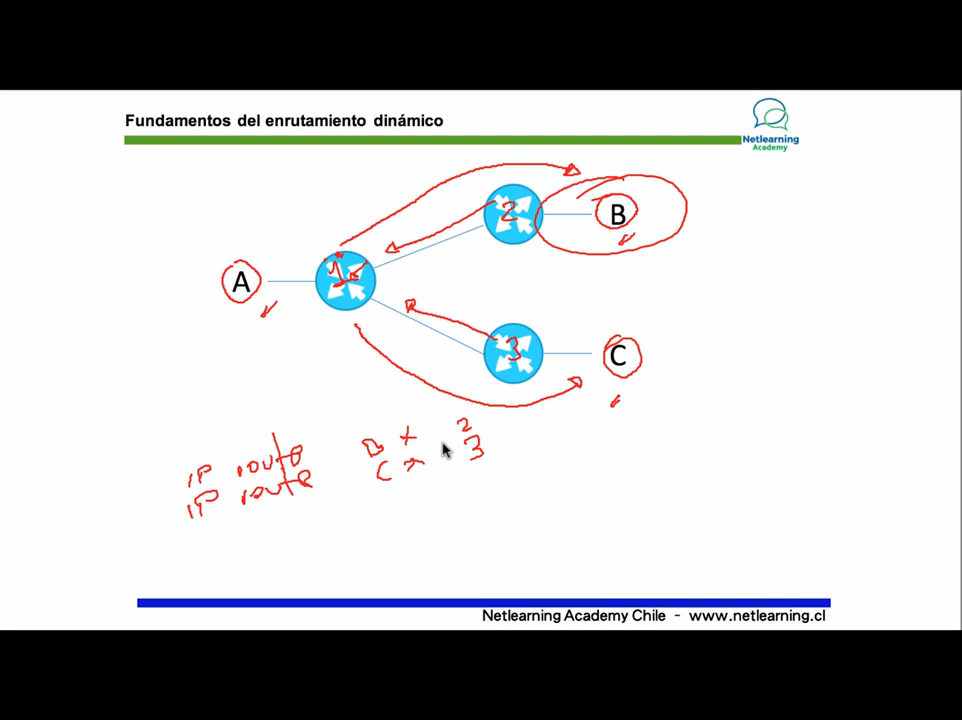 Fundamentos del enrutamiento dinámico
Netlearning
Academy
2
B
A
1
3
C
IP route B x 2
IP route C x 3
Netlearning Academy Chile - www.netlearning.cl